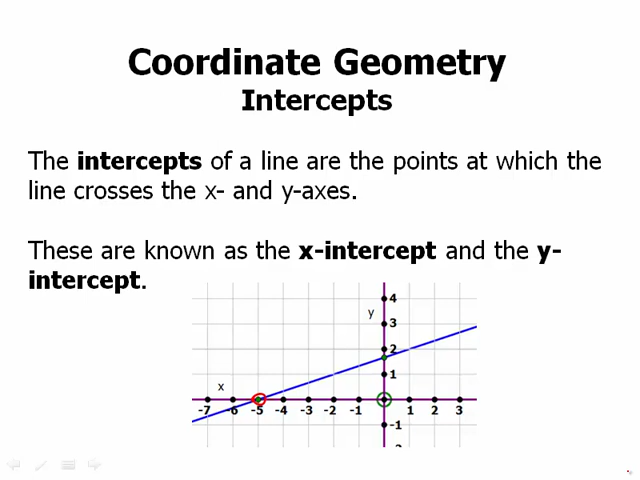 Coordinate Geometry
Intercepts
The intercepts of a line are the points at which the
line crosses the x- and y-axes.
These are known as the x-intercept and the y-
intercept.
4
y
3
2
1
x
-7 -6 -5 -4 -3 -2 -1 1 2 3
-1